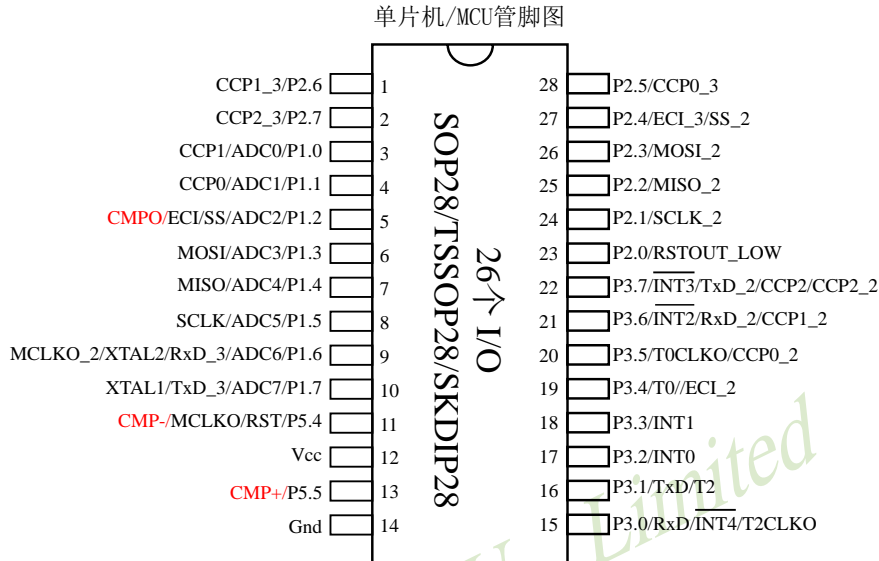 单片机/MCU管脚图
CCP1_3/P2.6 1
CCP2_3/P2.7 2
CCP1/ADC0/P1.0 3
CCP0/ADC1/P1.1 4
CMPO/ECI/SS/ADC2/P1.2 5
MOSI/ADC3/P1.3 6
MISO/ADC4/P1.4 7
SCLK/ADC5/P1.5 8
MCLKO_2/XTAL2/RxD_3/ADC6/P1.6 9
XTAL1/TxD_3/ADC7/P1.7 10
CMP-/MCLKO/RST/P5.4 11
Vcc 12
CMP+/P5.5 13
Gnd 14
SOP28/TSSOP28/SKDIP28
26个 I/O
28 P2.5/CCP0_3
27 P2.4/ECI_3/SS_2
26 P2.3/MOSI_2
25 P2.2/MISO_2
24 P2.1/SCLK_2
23 P2.0/RSTOUT_LOW
22 P3.7/INT3/TxD_2/CCP2/CCP2_2
21 P3.6/INT2/RxD_2/CCP1_2
20 P3.5/T0CLKO/CCP0_2
19 P3.4/T0//ECI_2
18 P3.3/INT1
17 P3.2/INT0
16 P3.1/TxD/T2
15 P3.0/RxD/INT4/T2CLKO
Limited